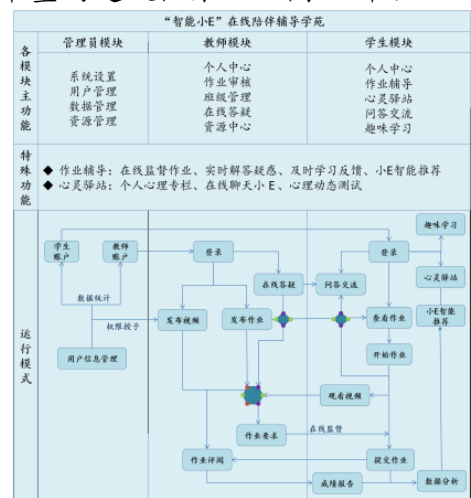 "智能小E"在线陪伴辅导学苑
各模块主功能
管理员模块
系统设置
用户管理
数据管理
资源管理
教师模块
个人中心
作业审核
班级管理
在线答疑
资源中心
学生模块
个人中心
作业辅导
心灵驿站
问答交流
趣味学习
特殊功能
◆ 作业辅导：在线监督作业、实时解答疑惑、及时学习反馈、小E智能推荐
◆ 心灵驿站：个人心理专栏、在线聊天小E、心理动态测试
运行模式
趣味学习
学生账户
教师账户
登录
登录
心灵驿站
在线答疑
问答交流
数据统计
发布视频
发布作业
查看作业
小E智能推荐
权限授予
用户信息管理
开始作业
观看视频
作业要求
在线监督
作业评阅
提交作业
成绩报告
数据分析